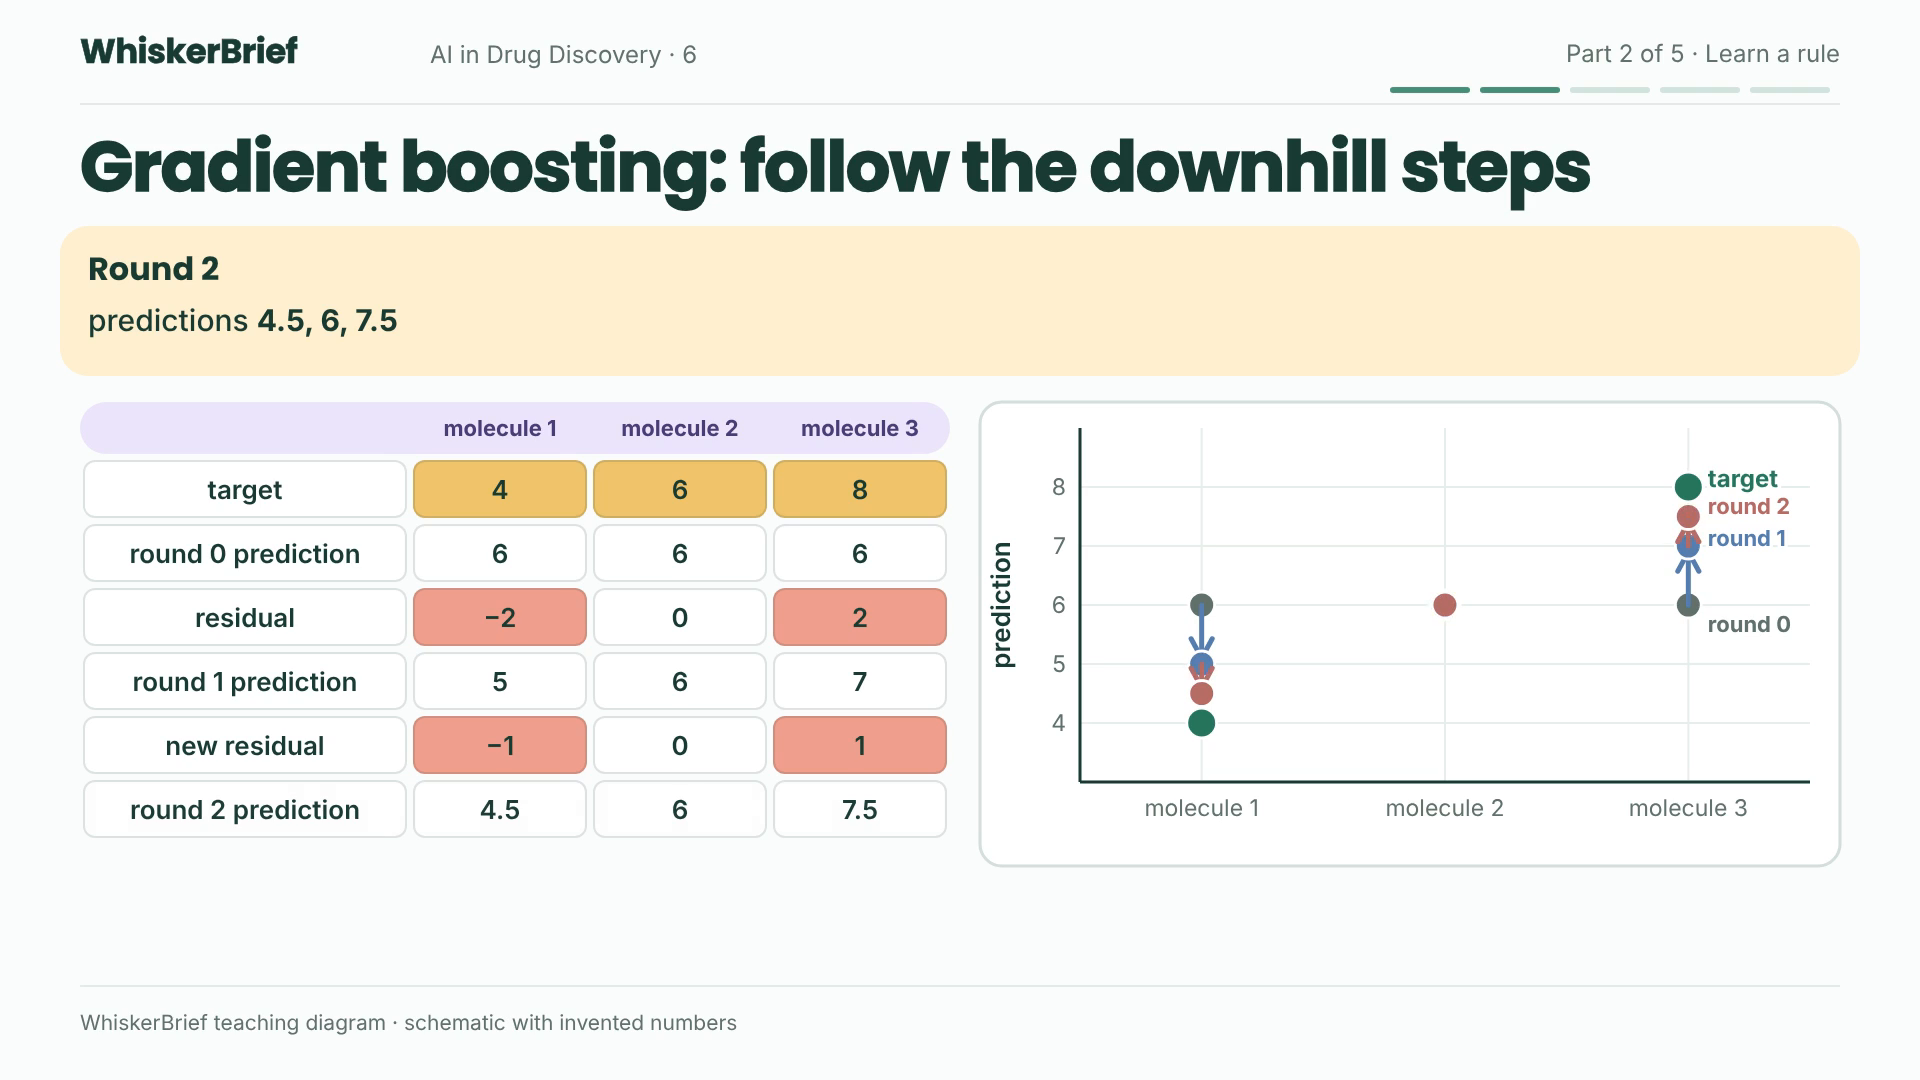 WhiskerBrief
AI in Drug Discovery · 6
Part 2 of 5 · Learn a rule
Gradient boosting: follow the downhill steps
Round 2
predictions 4.5, 6, 7.5
molecule 1 molecule 2 molecule 3
target 4 6 8
round 0 prediction 6 6 6
residual −2 0 2
round 1 prediction 5 6 7
new residual −1 0 1
round 2 prediction 4.5 6 7.5
prediction
8
7
6
5
4
target
round 2
round 1
round 0
molecule 1 molecule 2 molecule 3
WhiskerBrief teaching diagram · schematic with invented numbers